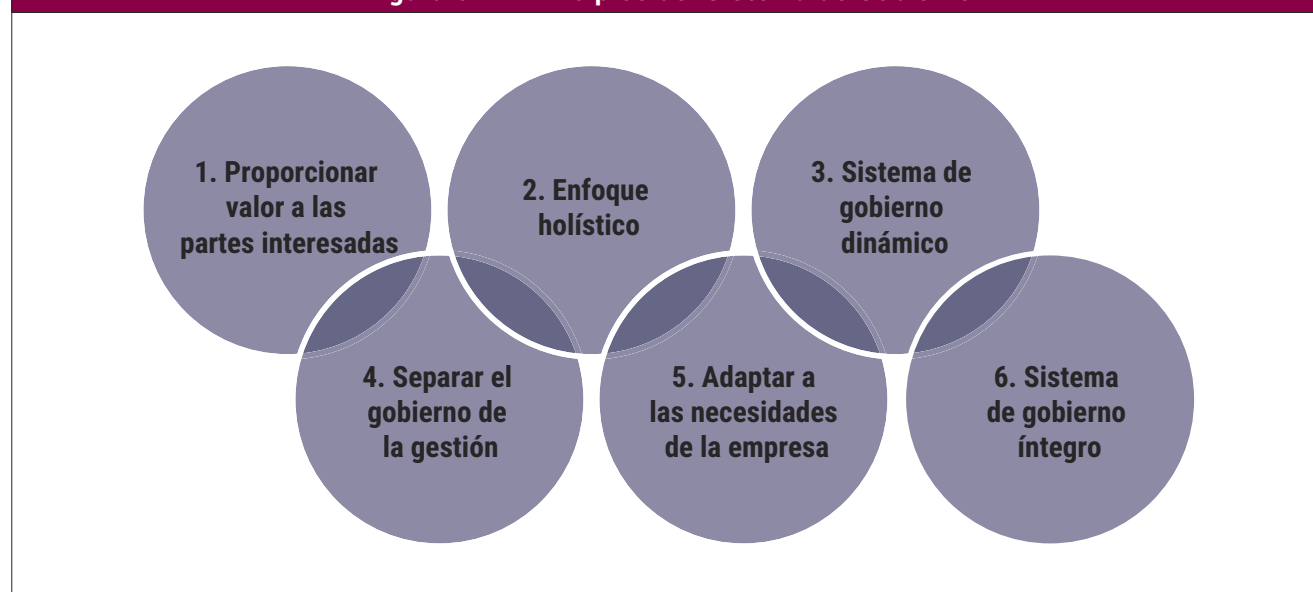 1. Proporcionar
valor a las
partes interesadas
2. Enfoque
holístico
3. Sistema de
gobierno
dinámico
4. Separar el
gobierno de
la gestión
5. Adaptar a
las necesidades
de la empresa
6. Sistema
de gobierno
íntegro